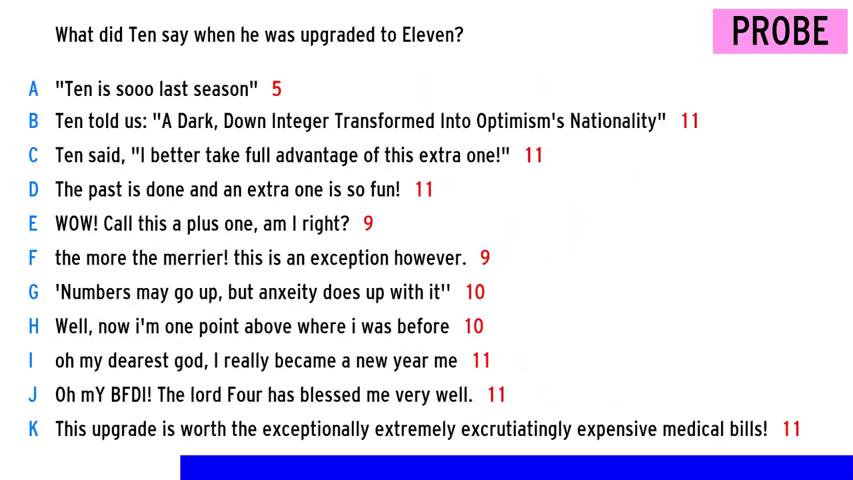 What did Ten say when he was upgraded to Eleven?
PROBE
A "Ten is sooo last season" 5
B Ten told us: "A Dark, Down Integer Transformed Into Optimism's Nationality" 11
C Ten said, "I better take full advantage of this extra one!" 11
D The past is done and an extra one is so fun! 11
E WOW! Call this a plus one, am I right? 9
F the more the merrier! this is an exception however. 9
G 'Numbers may go up, but anxeity does up with it'' 10
H Well, now i'm one point above where i was before 10
I oh my dearest god, I really became a new year me 11
J Oh mY BFDI! The lord Four has blessed me very well. 11
K This upgrade is worth the exceptionally extremely excrutiatingly expensive medical bills! 11